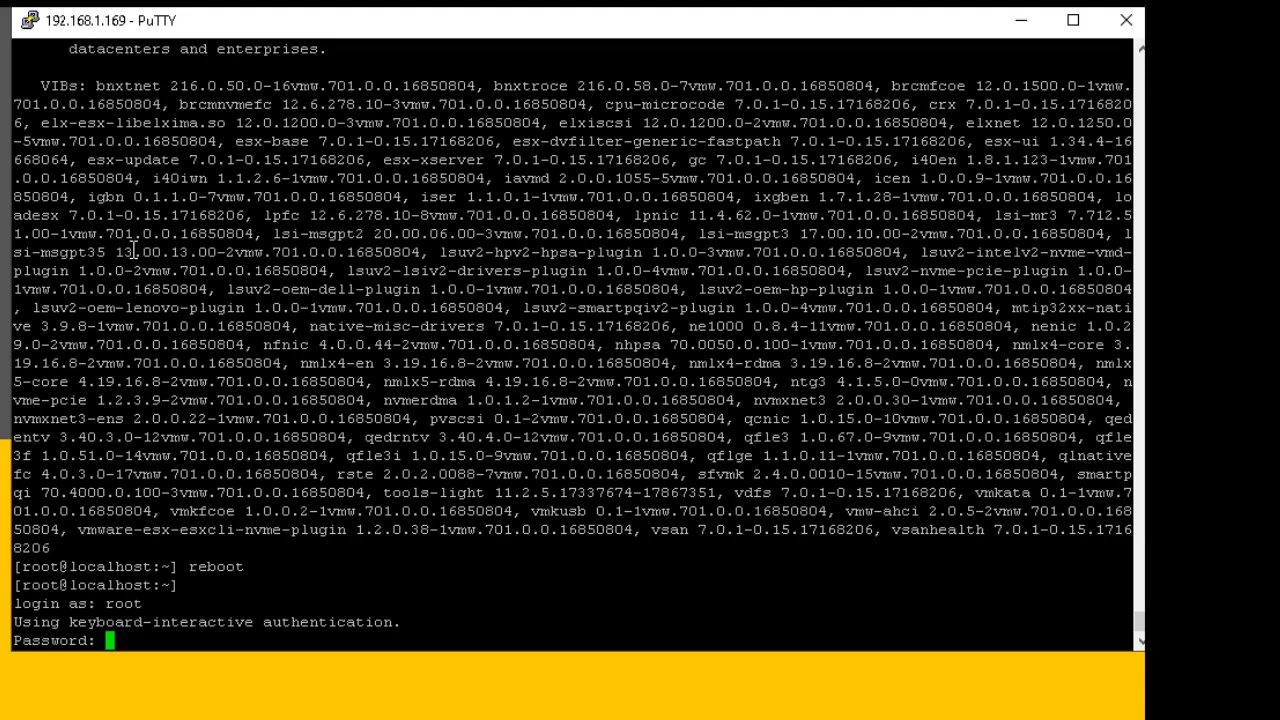 192.168.1.169 - PuTTY
datacenters and enterprises.
VIBs: bnxtnet 216.0.50.0-16vmw.701.0.0.16850804, bnxtroce 216.0.58.0-7vmw.701.0.0.16850804, brcmfcoe 12.0.1500.0-1vmw.
701.0.0.16850804, brcmnvmefc 12.6.278.10-3vmw.701.0.0.16850804, cpu-microcode 7.0.1-0.15.17168206, crx 7.0.1-0.15.1716820
6, elx-esx-libelxima.so 12.0.1200.0-3vmw.701.0.0.16850804, elxiscsi 12.0.1200.0-2vmw.701.0.0.16850804, elxnet 12.0.1250.0
-5vmw.701.0.0.16850804, esx-base 7.0.1-0.15.17168206, esx-dvfilter-generic-fastpath 7.0.1-0.15.17168206, esx-ui 1.34.4-16
668064, esx-update 7.0.1-0.15.17168206, esx-xserver 7.0.1-0.15.17168206, gc 7.0.1-0.15.17168206, i40en 1.8.1.123-1vmw.701
.0.0.16850804, i40iwn 1.1.2.6-1vmw.701.0.0.16850804, iavmd 2.0.0.1055-5vmw.701.0.0.16850804, icen 1.0.0.9-1vmw.701.0.0.16
850804, igbn 0.1.1.0-7vmw.701.0.0.16850804, iser 1.1.0.1-1vmw.701.0.0.16850804, ixgben 1.7.1.28-1vmw.701.0.0.16850804, lo
adesx 7.0.1-0.15.17168206, lpfc 12.6.278.10-8vmw.701.0.0.16850804, lpnic 11.4.62.0-1vmw.701.0.0.16850804, lsi-mr3 7.712.5
1.00-1vmw.701.0.0.16850804, lsi-msgpt2 20.00.06.00-3vmw.701.0.0.16850804, lsi-msgpt3 17.00.10.00-2vmw.701.0.0.16850804, l
si-msgpt35 13.00.13.00-2vmw.701.0.0.16850804, lsuv2-hpv2-hpsa-plugin 1.0.0-3vmw.701.0.0.16850804, lsuv2-intelv2-nvme-vmd-
plugin 1.0.0-2vmw.701.0.0.16850804, lsuv2-lsiv2-drivers-plugin 1.0.0-4vmw.701.0.0.16850804, lsuv2-nvme-pcie-plugin 1.0.0-
1vmw.701.0.0.16850804, lsuv2-oem-dell-plugin 1.0.0-1vmw.701.0.0.16850804, lsuv2-oem-hp-plugin 1.0.0-1vmw.701.0.0.16850804
, lsuv2-oem-lenovo-plugin 1.0.0-1vmw.701.0.0.16850804, lsuv2-smartpqiv2-plugin 1.0.0-4vmw.701.0.0.16850804, mtip32xx-nati
ve 3.9.8-1vmw.701.0.0.16850804, native-misc-drivers 7.0.1-0.15.17168206, ne1000 0.8.4-11vmw.701.0.0.16850804, nenic 1.0.2
9.0-2vmw.701.0.0.16850804, nfnic 4.0.0.44-2vmw.701.0.0.16850804, nhpsa 70.0050.0.100-1vmw.701.0.0.16850804, nmlx4-core 3.
19.16.8-2vmw.701.0.0.16850804, nmlx4-en 3.19.16.8-2vmw.701.0.0.16850804, nmlx4-rdma 3.19.16.8-2vmw.701.0.0.16850804, nmlx
5-core 4.19.16.8-2vmw.701.0.0.16850804, nmlx5-rdma 4.19.16.8-2vmw.701.0.0.16850804, ntg3 4.1.5.0-0vmw.701.0.0.16850804, n
vme-pcie 1.2.3.9-2vmw.701.0.0.16850804, nvmerdma 1.0.1.2-1vmw.701.0.0.16850804, nvmxnet3 2.0.0.30-1vmw.701.0.0.16850804,
nvmxnet3-ens 2.0.0.22-1vmw.701.0.0.16850804, pvscsi 0.1-2vmw.701.0.0.16850804, qcnic 1.0.15.0-10vmw.701.0.0.16850804, qed
entv 3.40.3.0-12vmw.701.0.0.16850804, qedrntv 3.40.4.0-12vmw.701.0.0.16850804, qfle3 1.0.67.0-9vmw.701.0.0.16850804, qfle
3f 1.0.51.0-14vmw.701.0.0.16850804, qfle3i 1.0.15.0-9vmw.701.0.0.16850804, qflge 1.1.0.11-1vmw.701.0.0.16850804, qlnative
fc 4.0.3.0-17vmw.701.0.0.16850804, rste 2.0.2.0088-7vmw.701.0.0.16850804, sfvmk 2.4.0.0010-15vmw.701.0.0.16850804, smartp
qi 70.4000.0.100-3vmw.701.0.0.16850804, tools-light 11.2.5.17337674-17867351, vdfs 7.0.1-0.15.17168206, vmkata 0.1-1vmw.7
01.0.0.16850804, vmkfcoe 1.0.0.2-1vmw.701.0.0.16850804, vmkusb 0.1-1vmw.701.0.0.16850804, vmw-ahci 2.0.5-2vmw.701.0.0.168
50804, vmware-esx-esxcli-nvme-plugin 1.2.0.38-1vmw.701.0.0.16850804, vsan 7.0.1-0.15.17168206, vsanhealth 7.0.1-0.15.1716
8206
[root@localhost:~] reboot
[root@localhost:~]
login as: root
Using keyboard-interactive authentication.
Password: